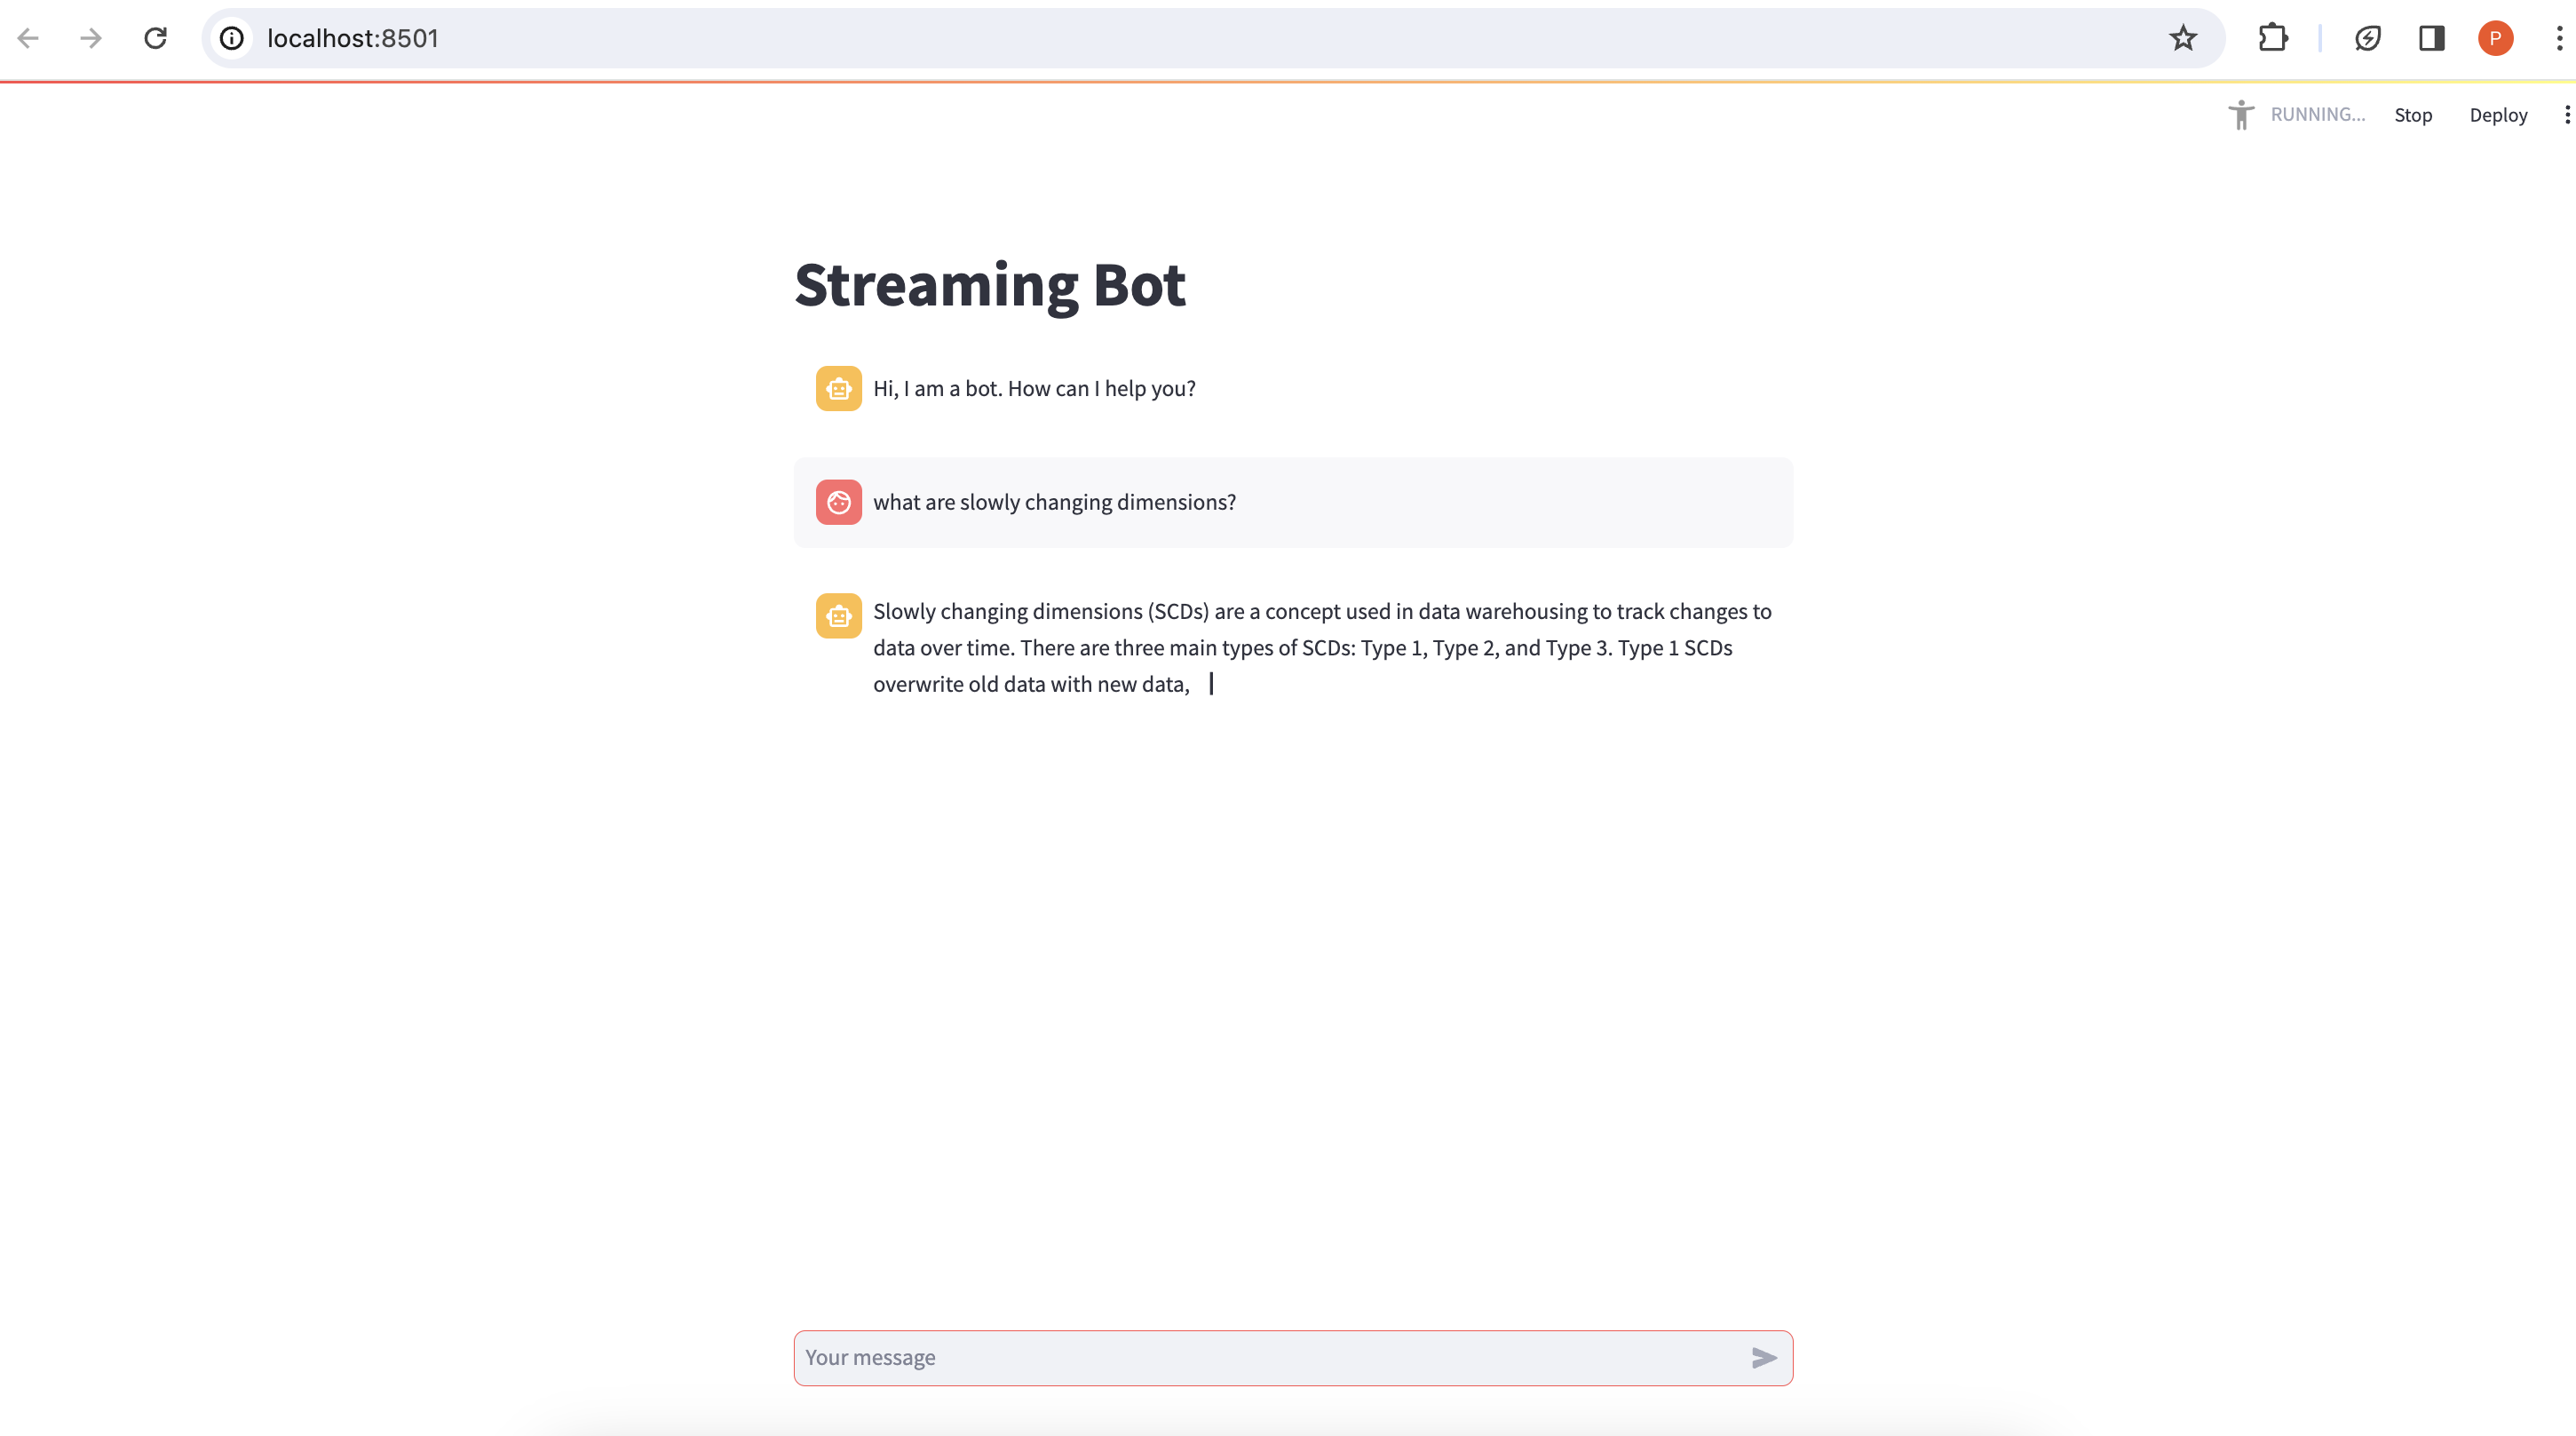 localhost:8501
P
RUNNING...
Stop
Deploy
Streaming Bot
Hi, I am a bot. How can I help you?
what are slowly changing dimensions?
Slowly changing dimensions (SCDs) are a concept used in data warehousing to track changes to
data over time. There are three main types of SCDs: Type 1, Type 2, and Type 3. Type 1 SCDs
overwrite old data with new data,
Your message